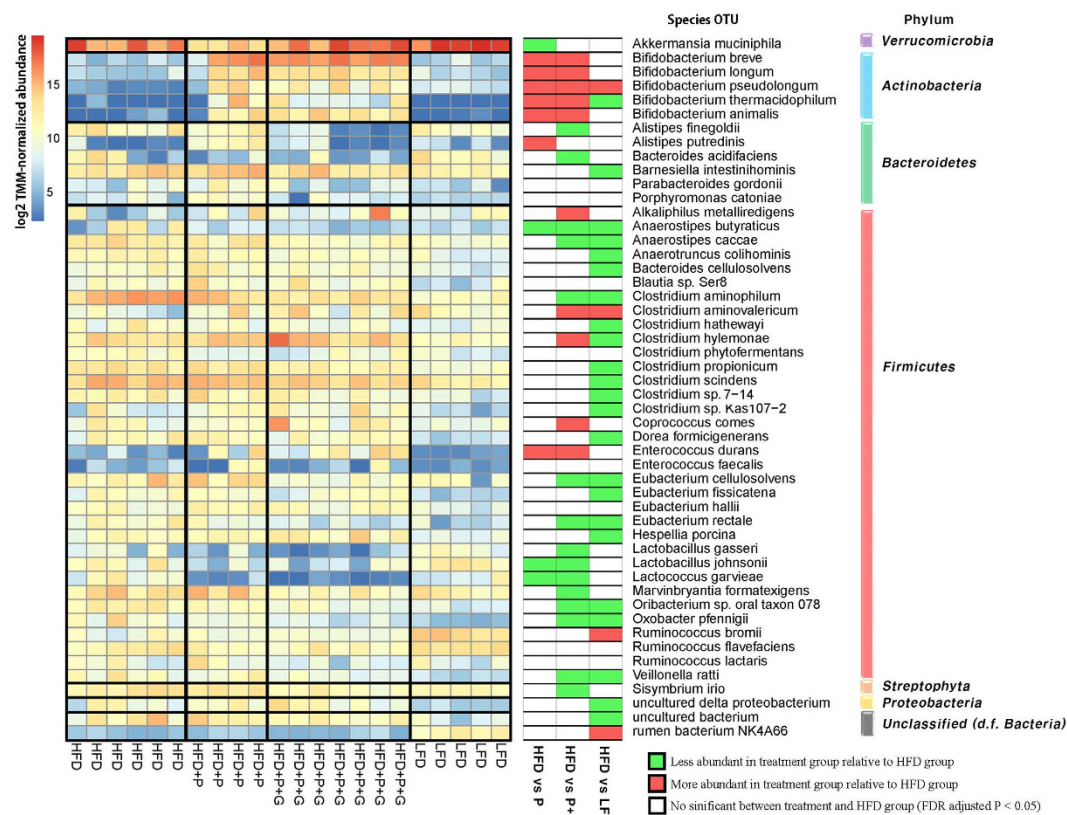 Species OTU
Phylum
log2 TMM-normalized abundance
15
10
5
Akkermansia muciniphila
Bifidobacterium breve
Bifidobacterium longum
Bifidobacterium pseudolongum
Bifidobacterium thermacidophilum
Bifidobacterium animalis
Alistipes finegoldii
Alistipes putredinis
Bacteroides acidifaciens
Barnesiella intestinihominis
Parabacteroides gordonii
Porphyromonas catoniae
Alkaliphilus metalliredigens
Anaerostipes butyraticus
Anaerostipes caccae
Anaerotruncus colihominis
Bacteroides cellulosolvens
Blautia sp. Ser8
Clostridium aminophilum
Clostridium aminovalericum
Clostridium hathewayi
Clostridium hylemonae
Clostridium phytofermentans
Clostridium propionicum
Clostridium scindens
Clostridium sp. 7−14
Clostridium sp. Kas107−2
Coprococcus comes
Dorea formicigenerans
Enterococcus durans
Enterococcus faecalis
Eubacterium cellulosolvens
Eubacterium fissicatena
Eubacterium hallii
Eubacterium rectale
Hespellia porcina
Lactobacillus gasseri
Lactobacillus johnsonii
Lactococcus garvieae
Marvinbryantia formatexigens
Oribacterium sp. oral taxon 078
Oxobacter pfennigii
Ruminococcus bromii
Ruminococcus flavefaciens
Ruminococcus lactaris
Veillonella ratti
Sisymbrium irio
uncultured delta proteobacterium
uncultured bacterium
rumen bacterium NK4A66
Verrucomicrobia
Actinobacteria
Bacteroidetes
Firmicutes
Streptophyta
Proteobacteria
Unclassified (d.f. Bacteria)
HFD
HFD
HFD
HFD
HFD
HFD
HFD+P
HFD+P
HFD+P
HFD+P
HFD+P+G
HFD+P+G
HFD+P+G
HFD+P+G
HFD+P+G
HFD+P+G
HFD+P+G
LFD
LFD
LFD
LFD
LFD
HFD vs P
HFD vs P+
HFD vs LF
Less abundant in treatment group relative to HFD group
More abundant in treatment group relative to HFD group
No sinificant between treatment and HFD group (FDR adjusted P < 0.05)